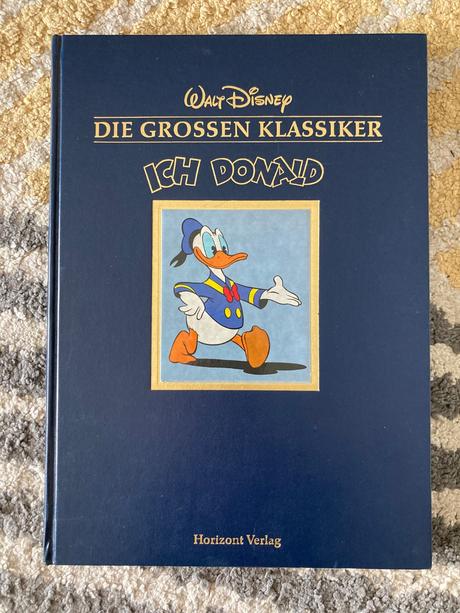 WALT DISNEY
DIE GROSSEN KLASSIKER
ICH DONALD
Horizont Verlag